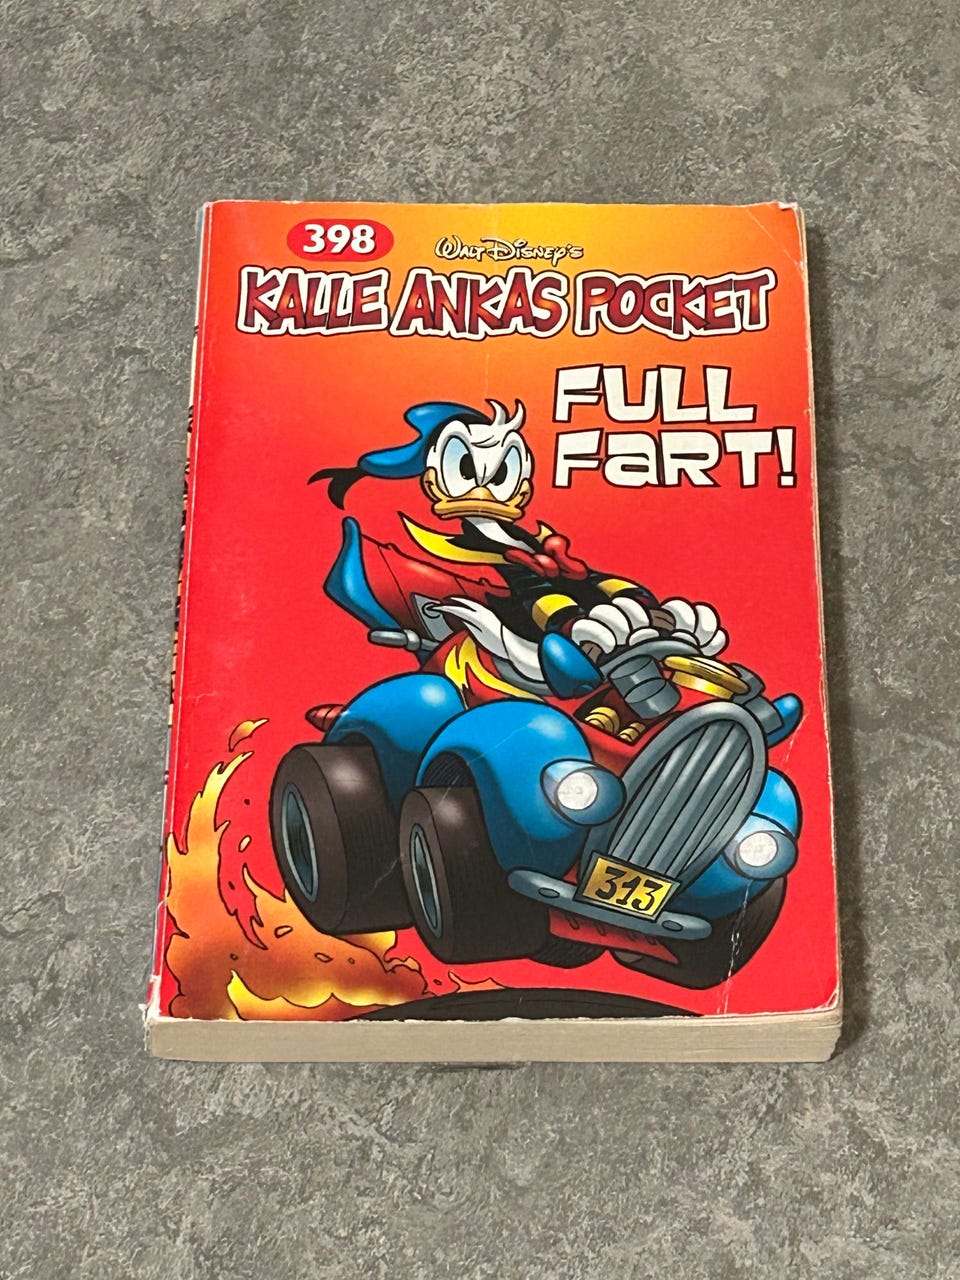 398
Walt Disney's
KALLE ANKAS POCKET
FULL
FART!
313